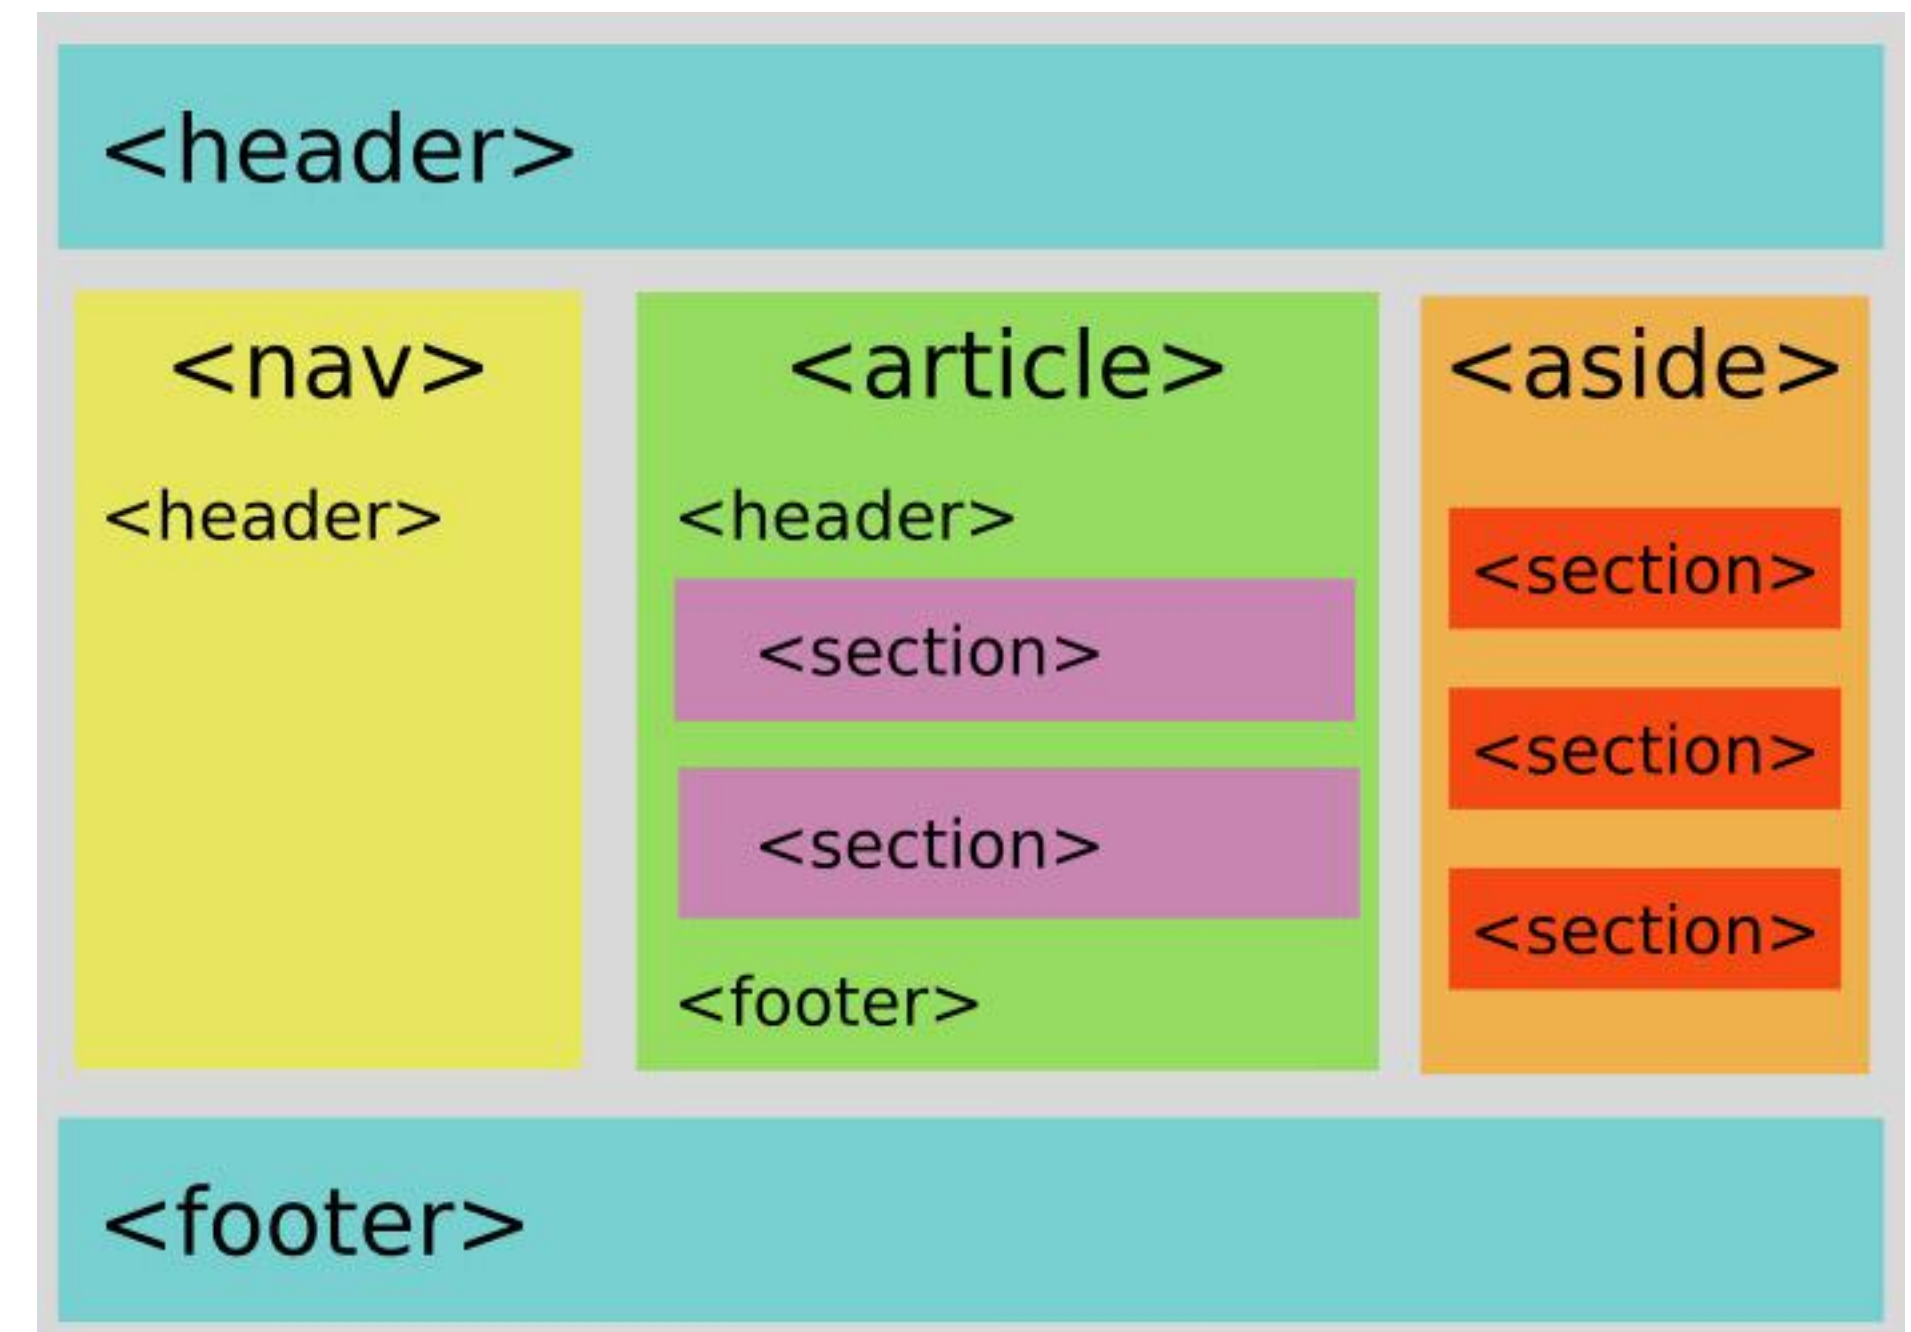 <header>
<nav>
<header>
<article>
<header>
<section>
<section>
<footer>
<aside>
<section>
<section>
<section>
<footer>